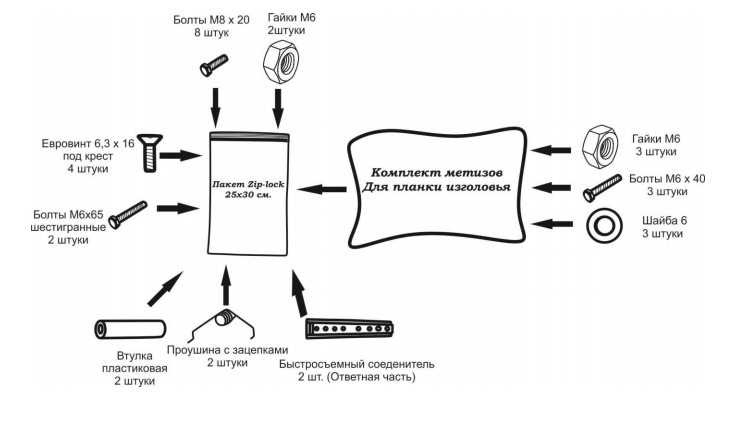 Болты М8 х 20
8 штук
Гайки М6
2штуки
Евровинт 6,3 х 16
под крест
4 штуки
Пакет Zip-lock
25х30 см.
Комплект метизов
Для планки изголовья
Гайки М6
3 штуки
Болты М6 х 40
3 штуки
Шайба 6
3 штуки
Болты М6х65
шестигранные
2 штуки
Втулка
пластиковая
2 штуки
Проушина с зацепками
2 штуки
Быстросъемный соеденитель
2 шт. (Ответная часть)